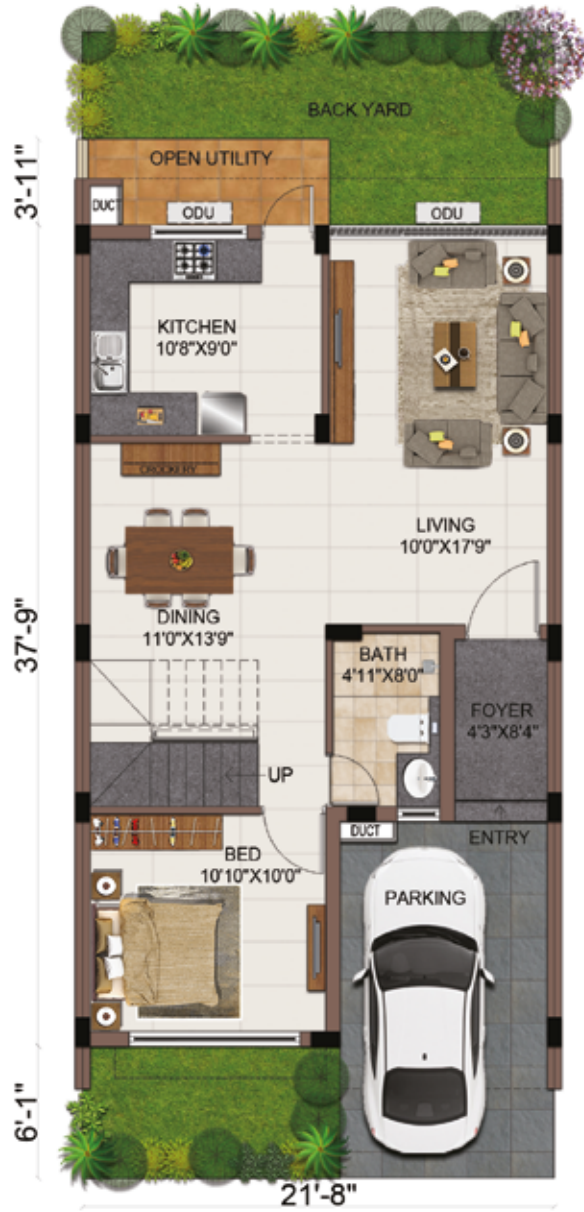 BACK YARD
3'-11"
OPEN UTILITY
DUCT
ODU
ODU
KITCHEN
10'8"X9'0"
CROCKERY
LIVING
10'0"X17'9"
37'-9"
DINING
11'0"X13'9"
BATH
4'11"X8'0"
FOYER
4'3"X8'4"
UP
DUCT
ENTRY
BED
10'10"X10'0"
PARKING
6'-1"
21'-8"